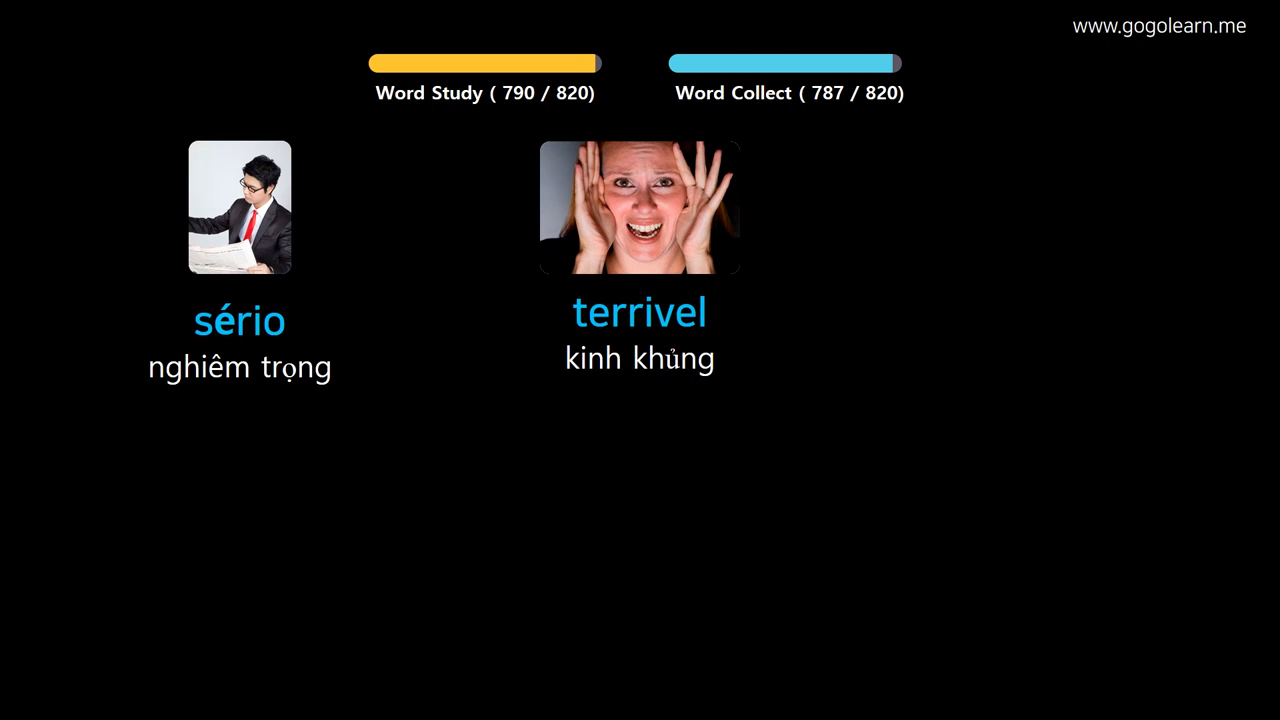 www.gogolearn.me
Word Study ( 790 / 820)
Word Collect ( 787 / 820)
sério
nghiêm trọng
terrivel
kinh khủng